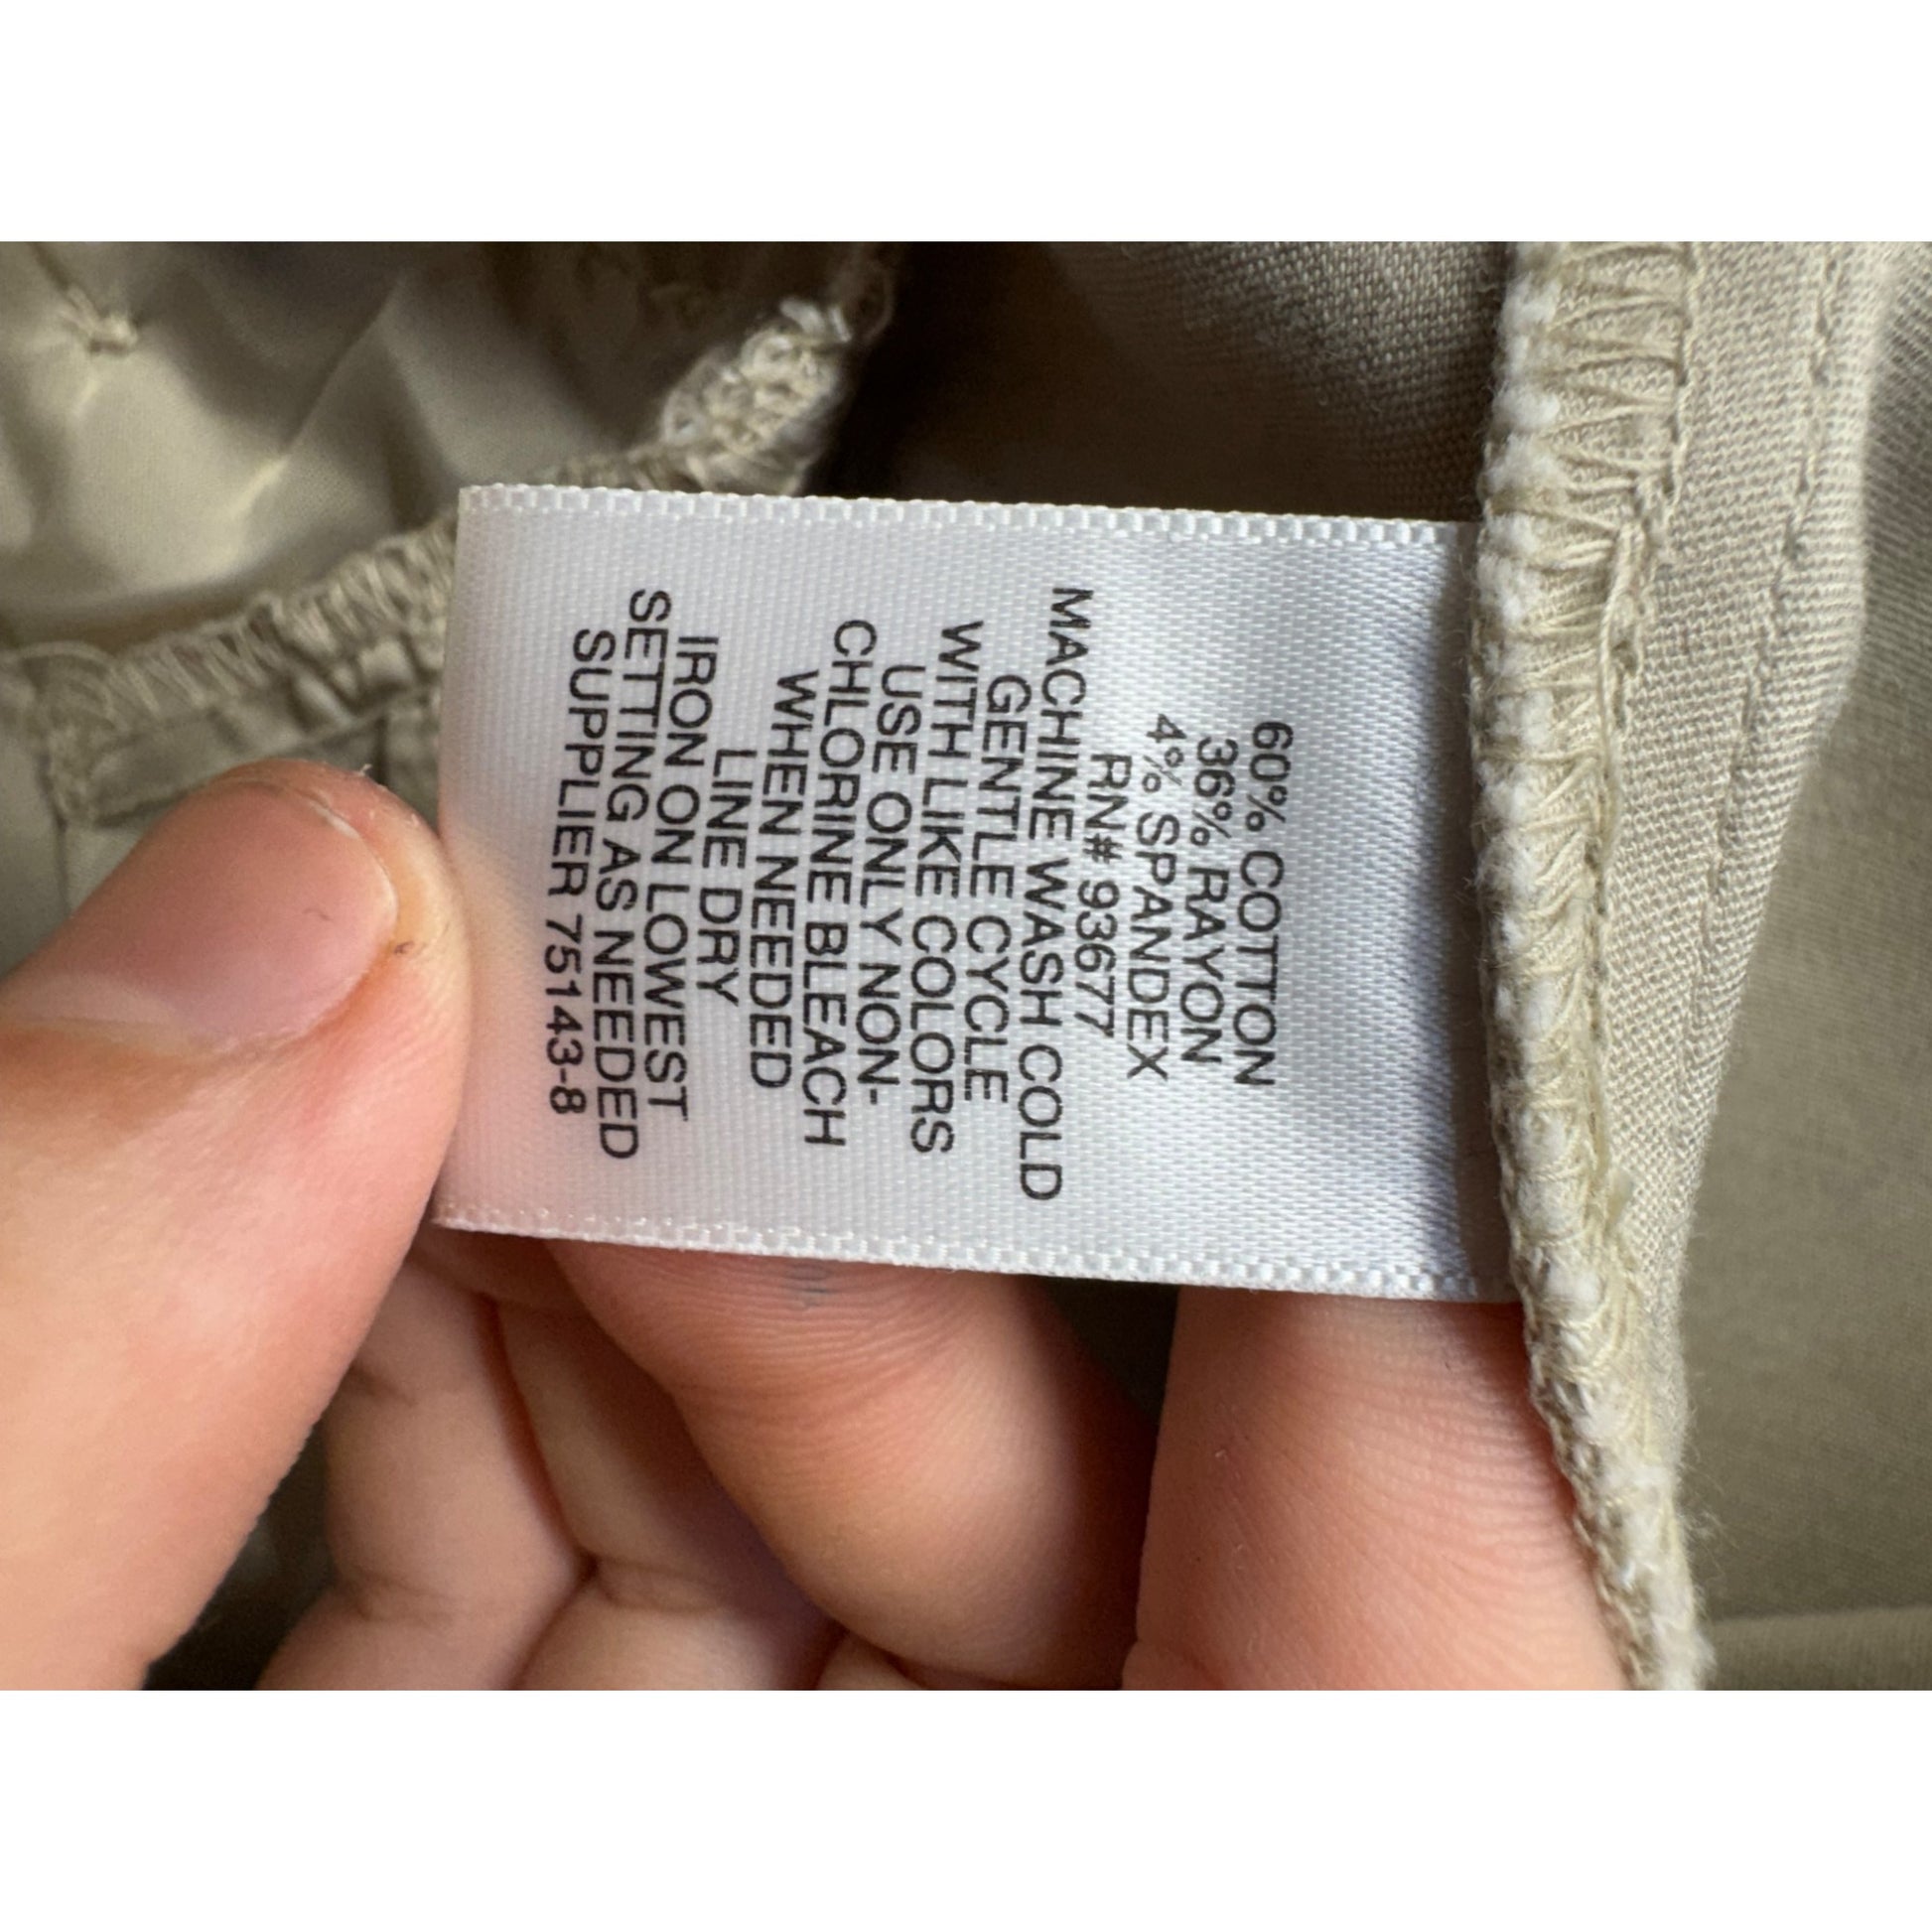 60% COTTON
36% RAYON
4% SPANDEX
RN# 93677
MACHINE WASH COLD
GENTLE CYCLE
WITH LIKE COLORS
USE ONLY NON-
CHLORINE BLEACH
WHEN NEEDED
LINE DRY
IRON ON LOWEST
SETTING AS NEEDED
SUPPLIER 75143-8